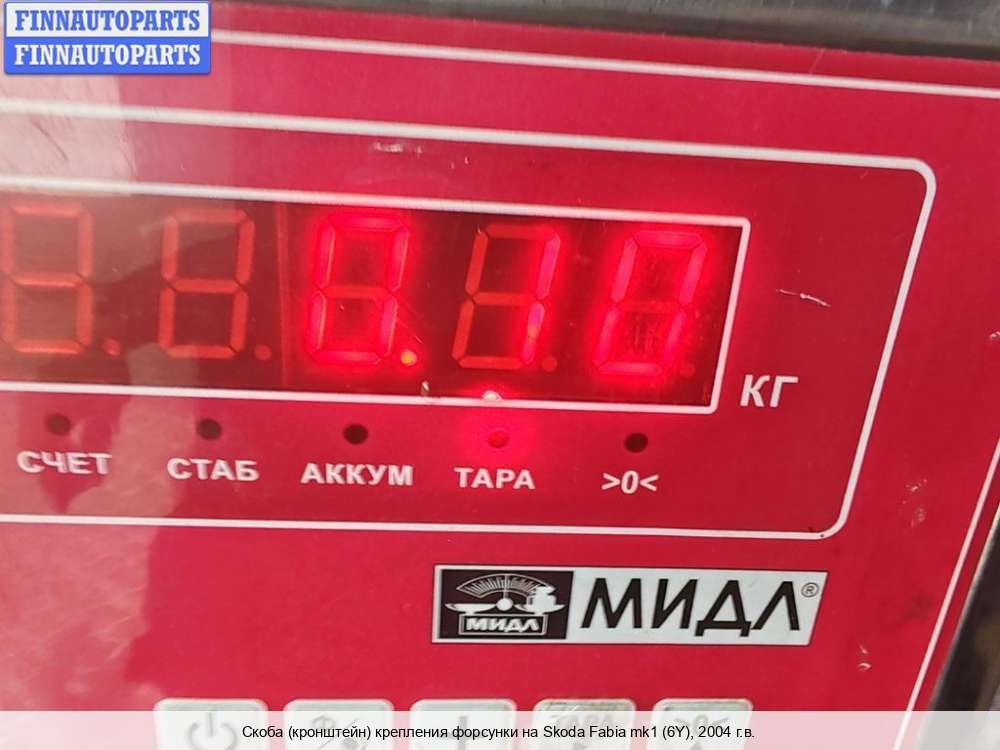 FINNAUTOPARTS
FINNAUTOPARTS
0.10
КГ
СЧЕТ СТАБ АККУМ ТАРА >0<
МИДЛ МИДЛ®
Скоба (кронштейн) крепления форсунки на Skoda Fabia mk1 (6Y), 2004 г.в.